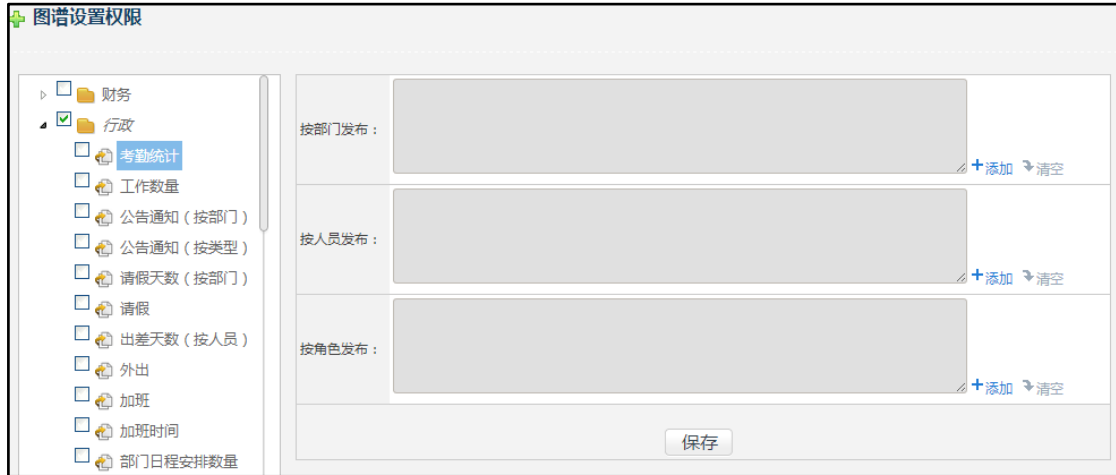 图谱设置权限
财务
行政
考勤统计
工作数量
公告通知（按部门）
公告通知（按类型）
请假天数（按部门）
请假
出差天数（按人员）
外出
加班
加班时间
部门日程安排数量
按部门发布：
添加 清空
按人员发布：
添加 清空
按角色发布：
添加 清空
保存